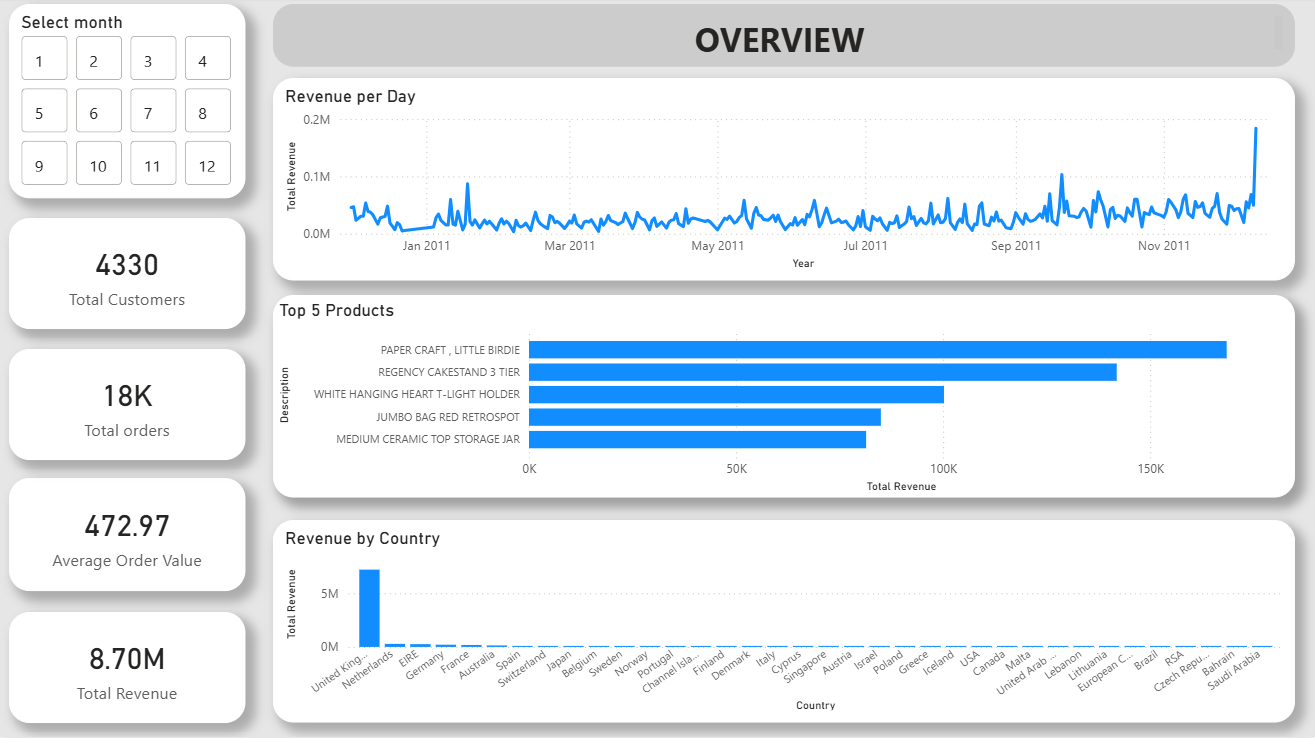 Select month
1 2 3 4
5 6 7 8
9 10 11 12
4330
Total Customers
18K
Total orders
472.97
Average Order Value
8.70M
Total Revenue
OVERVIEW
Revenue per Day
Total Revenue
0.2M
0.1M
0.0M
Jan 2011 Mar 2011 May 2011 Jul 2011 Sep 2011 Nov 2011
Year
Top 5 Products
Description
PAPER CRAFT , LITTLE BIRDIE
REGENCY CAKESTAND 3 TIER
WHITE HANGING HEART T-LIGHT HOLDER
JUMBO BAG RED RETROSPOT
MEDIUM CERAMIC TOP STORAGE JAR
0K 50K 100K 150K
Total Revenue
Revenue by Country
Total Revenue
5M
0M
United King... Netherlands EIRE Germany France Australia Spain Switzerland Japan Belgium Sweden Norway Portugal Channel Isla... Finland Denmark Italy Cyprus Singapore Austria Israel Poland Greece Iceland USA Canada Malta United Arab ... Lebanon Lithuania European C... Brazil RSA Czech Repu... Bahrain Saudi Arabia
Country